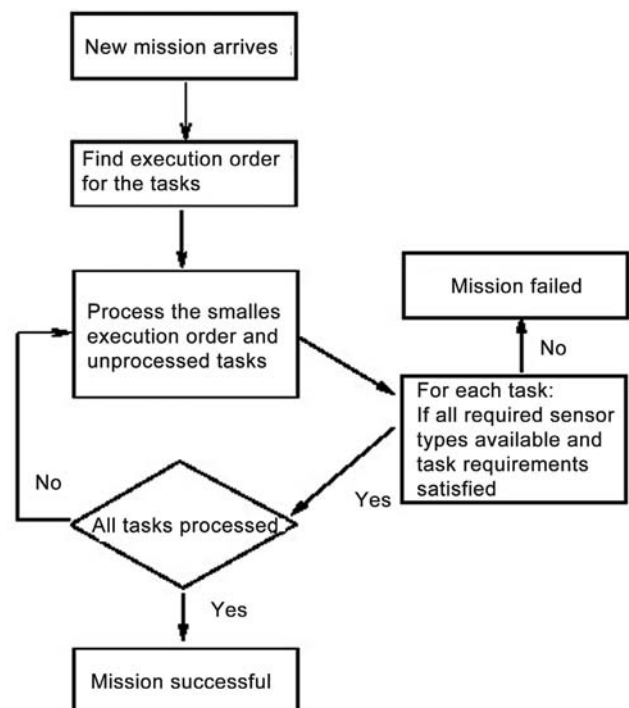 New mission arrives
Find execution order
for the tasks
Process the smalles
execution order and
unprocessed tasks
Mission failed
No
For each task:
If all required sensor
types available and
task requirements
satisfied
Yes
No
All tasks processed
Yes
Mission successful